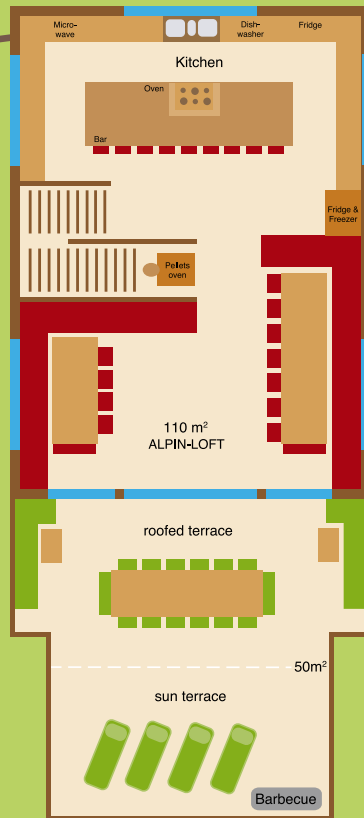 Micro-
wave
Dish-
washer
Fridge
Kitchen
Oven
Bar
Fridge &
Freezer
Pellets
oven
110 m²
ALPIN-LOFT
roofed terrace
50m²
sun terrace
Barbecue